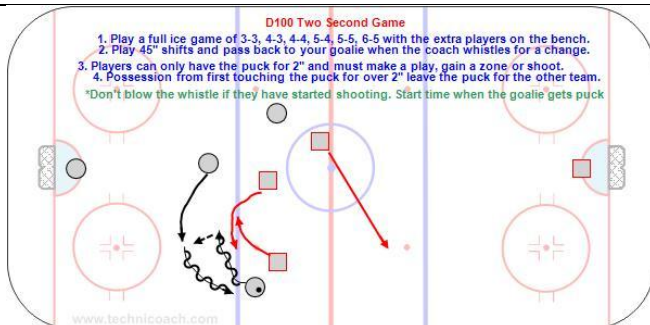 D100 Two Second Game
1. Play a full ice game of 3-3, 4-3, 4-4, 5-4, 5-5, 6-5 with the extra players on the bench.
2. Play 45" shifts and pass back to your goalie when the coach whistles for a change.
3. Players can only have the puck for 2" and must make a play, gain a zone or shoot.
4. Possession from first touching the puck for over 2" leave the puck for the other team.
*Don't blow the whistle if they have started shooting. Start time when the goalie gets puck
www.technicoach.com